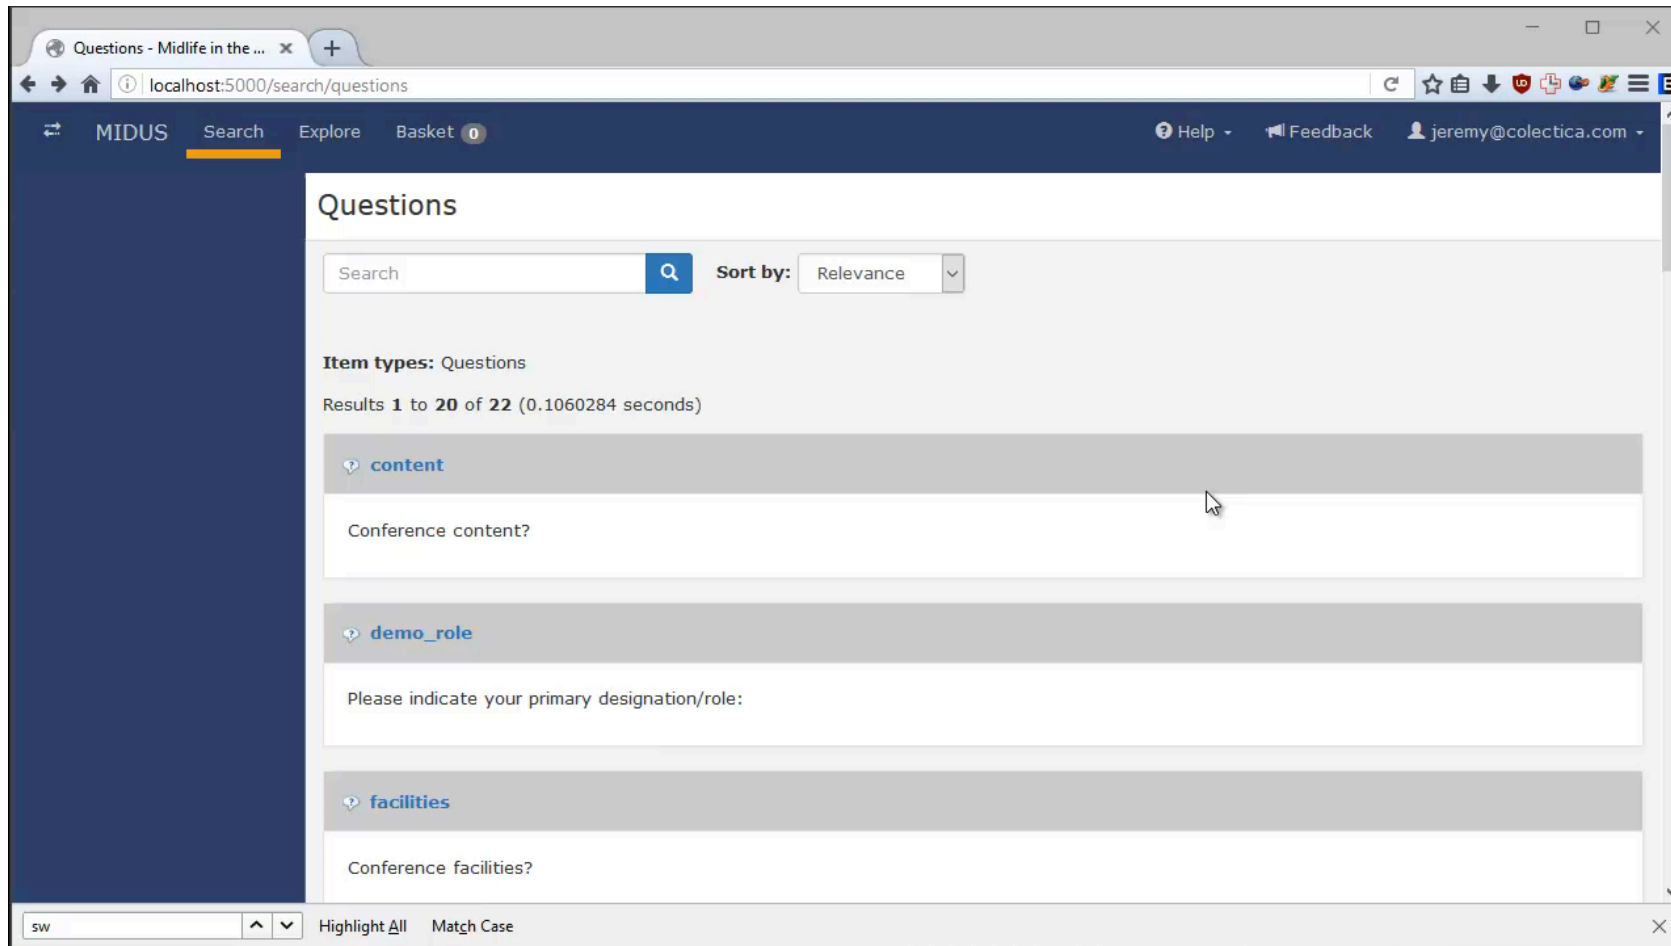 Questions - Midlife in the ...
localhost:5000/search/questions
MIDUS Search Explore Basket 0 Help Feedback jeremy@colectica.com
Questions
Search Sort by: Relevance
Item types: Questions
Results 1 to 20 of 22 (0.1060284 seconds)
content
Conference content?
demo_role
Please indicate your primary designation/role:
facilities
Conference facilities?
sw Highlight All Match Case